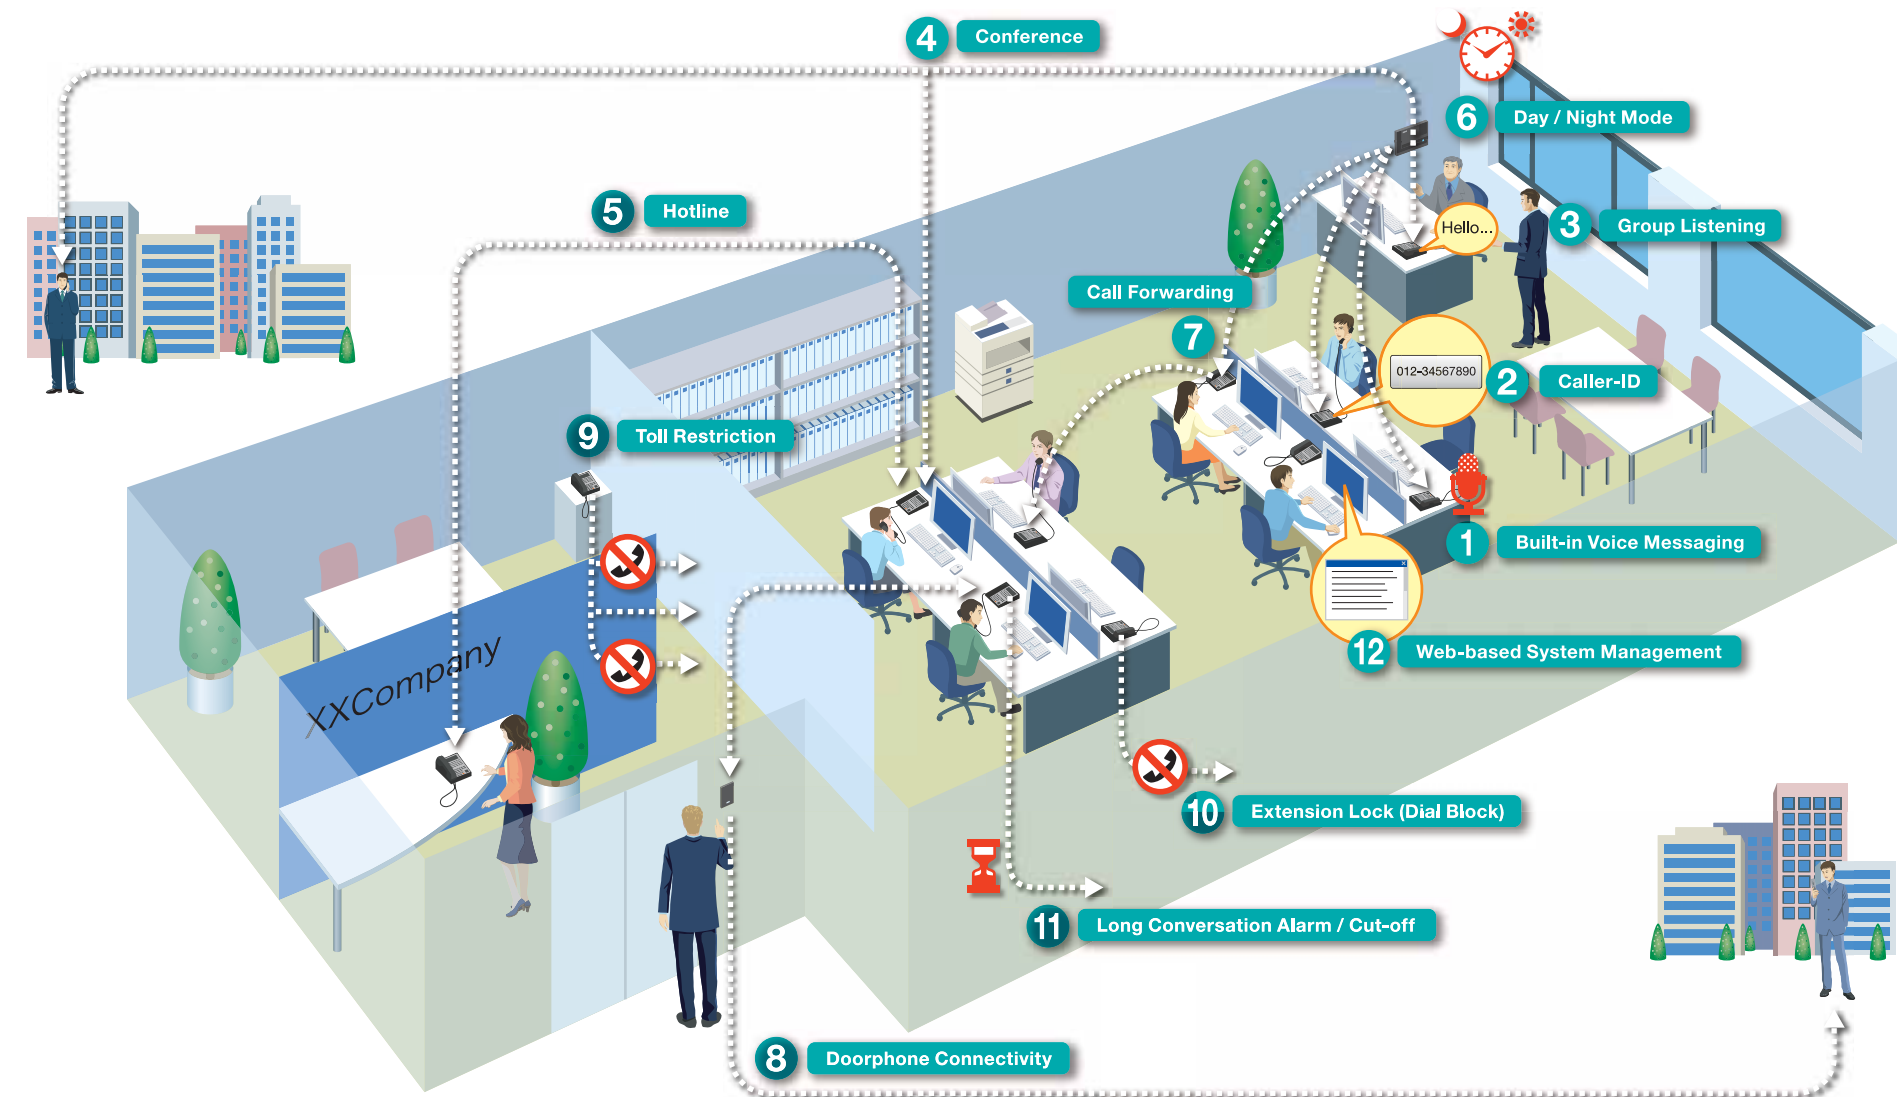 4 Conference
6 Day / Night Mode
5 Hotline
3 Group Listening
Hello...
Call Forwarding
7
012-34567890
2 Caller-ID
9 Toll Restriction
1 Built-in Voice Messaging
XXCompany
12 Web-based System Management
10 Extension Lock (Dial Block)
11 Long Conversation Alarm / Cut-off
8 Doorphone Connectivity